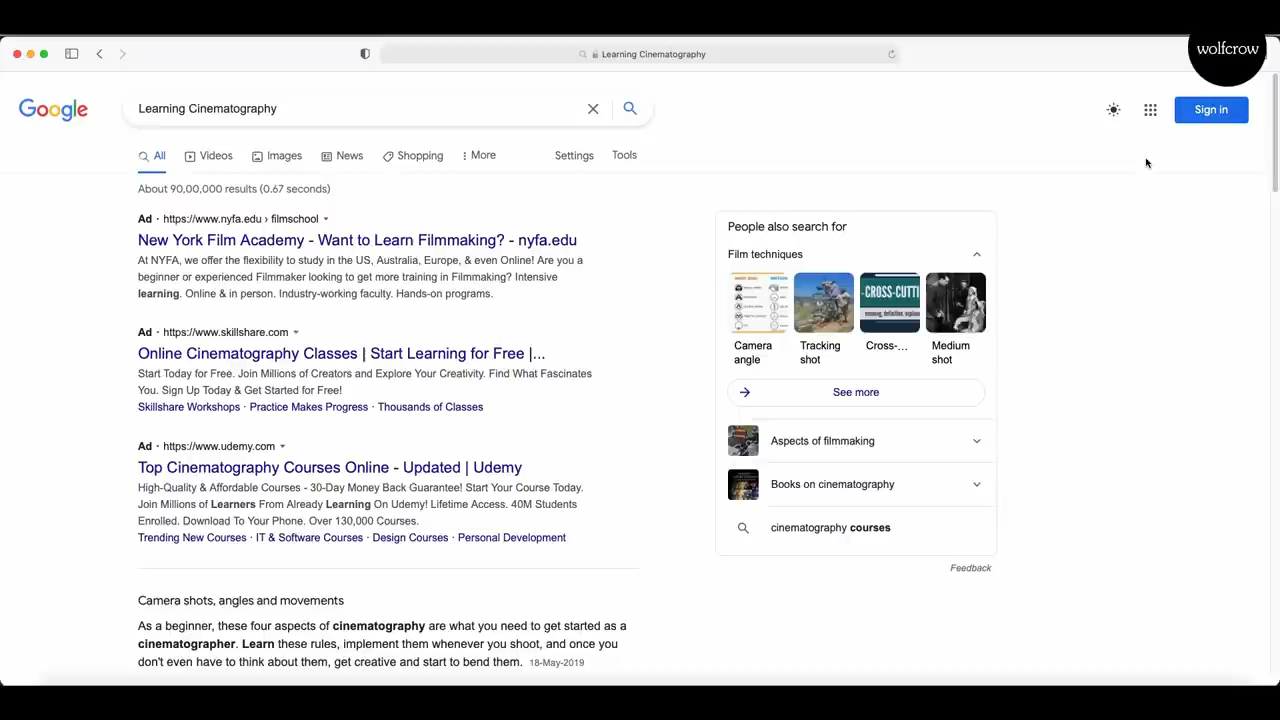 wolfcrow
Learning Cinematography
Google
Learning Cinematography
Sign in
All
Videos
Images
News
Shopping
More
Settings
Tools
About 90,00,000 results (0.67 seconds)
Ad · https://www.nyfa.edu › filmschool
New York Film Academy - Want to Learn Filmmaking? - nyfa.edu
At NYFA, we offer the flexibility to study in the US, Australia, Europe, & even Online! Are you a
beginner or experienced Filmmaker looking to get more training in Filmmaking? Intensive
learning. Online & in person. Industry-working faculty. Hands-on programs.
Ad · https://www.skillshare.com
Online Cinematography Classes | Start Learning for Free |...
Start Today for Free. Join Millions of Creators and Explore Your Creativity. Find What Fascinates
You. Sign Up Today & Get Started for Free!
Skillshare Workshops · Practice Makes Progress · Thousands of Classes
Ad · https://www.udemy.com
Top Cinematography Courses Online - Updated | Udemy
High-Quality & Affordable Courses - 30-Day Money Back Guarantee! Start Your Course Today.
Join Millions of Learners From Already Learning On Udemy! Lifetime Access. 40M Students
Enrolled. Download To Your Phone. Over 130,000 Courses.
Trending New Courses · IT & Software Courses · Design Courses · Personal Development
Camera shots, angles and movements
As a beginner, these four aspects of cinematography are what you need to get started as a
cinematographer. Learn these rules, implement them whenever you shoot, and once you
don't even have to think about them, get creative and start to bend them. 18-May-2019
People also search for
Film techniques
-CROSS-CUTTI
Camera
angle
Tracking
shot
Cross-...
Medium
shot
See more
Aspects of filmmaking
Books on cinematography
cinematography courses
Feedback